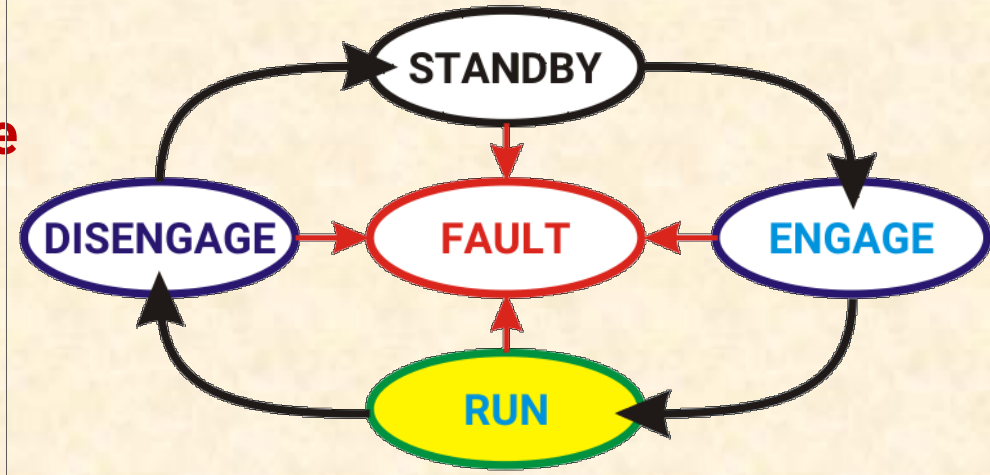 STANDBY
e
DISENGAGE
FAULT
ENGAGE
RUN